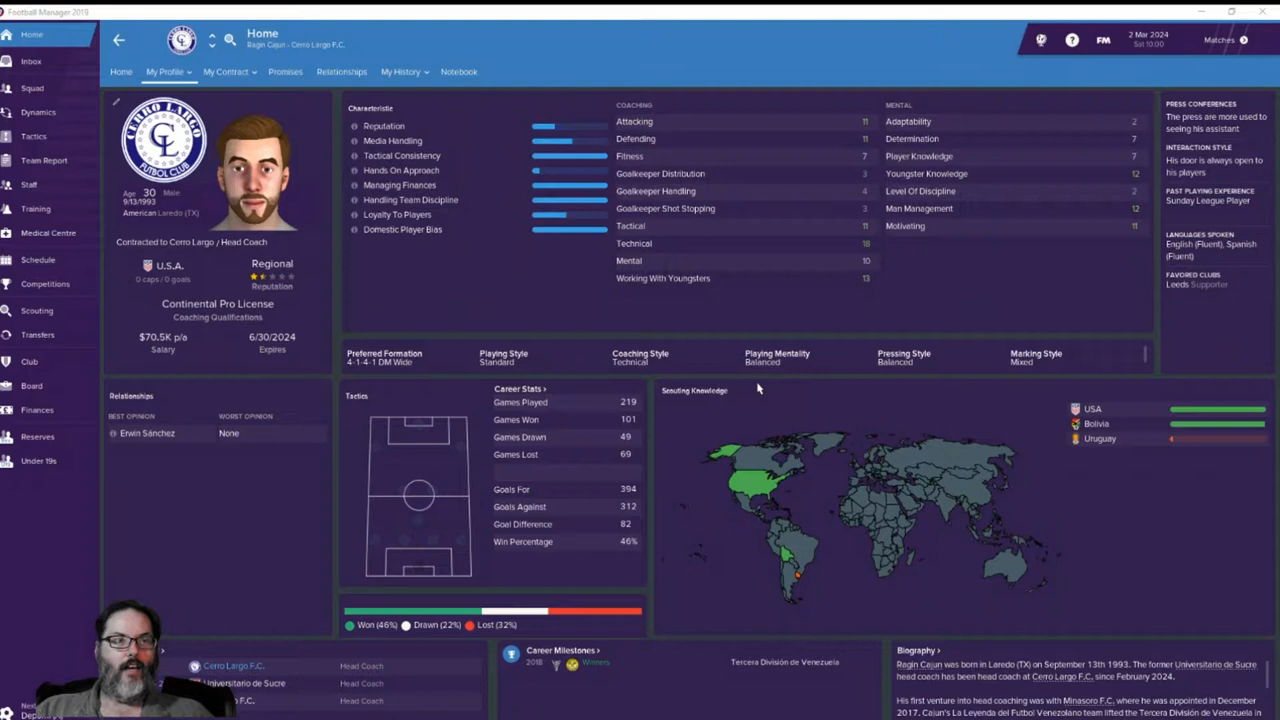 Football Manager 2019
Home
Ragin Cajun - Cerro Largo F.C.
FM
2 Mar 2024
Sat 10:00
Matches
Home
My Profile
My Contract
Promises
Relationships
My History
Notebook
Home
Inbox
Squad
Dynamics
Tactics
Team Report
Staff
Training
Medical Centre
Schedule
Competitions
Scouting
Transfers
Club
Board
Finances
Reserves
Under 19s
CERRO LARGO
CL
FUTBOL CLUB
Age 30 Male
9/13/1993
American Laredo (TX)
Contracted to Cerro Largo / Head Coach
U.S.A.
0 caps / 0 goals
Regional
Reputation
Continental Pro License
Coaching Qualifications
$70.5K p/a
Salary
6/30/2024
Expires
Characteristic
Reputation
Media Handling
Tactical Consistency
Hands On Approach
Managing Finances
Handling Team Discipline
Loyalty To Players
Domestic Player Bias
COACHING
Attacking 11
Defending 11
Fitness 7
Goalkeeper Distribution 3
Goalkeeper Handling 4
Goalkeeper Shot Stopping 3
Tactical 11
Technical 18
Mental 10
Working With Youngsters 13
MENTAL
Adaptability 2
Determination 7
Player Knowledge 7
Youngster Knowledge 12
Level Of Discipline 2
Man Management 12
Motivating 11
PRESS CONFERENCES
The press are more used to
seeing his assistant
INTERACTION STYLE
His door is always open to
his players
PAST PLAYING EXPERIENCE
Sunday League Player
LANGUAGES SPOKEN
English (Fluent), Spanish
(Fluent)
FAVORED CLUBS
Leeds Supporter
Preferred Formation
4-1-4-1 DM Wide
Playing Style
Standard
Coaching Style
Technical
Playing Mentality
Balanced
Pressing Style
Balanced
Marking Style
Mixed
Relationships
BEST OPINION
WORST OPINION
Erwin Sánchez
None
Tactics
Career Stats >
Games Played 219
Games Won 101
Games Drawn 49
Games Lost 69
Goals For 394
Goals Against 312
Goal Difference 82
Win Percentage 46%
Won (46%) Drawn (22%) Lost (32%)
Scouting Knowledge
USA
Bolivia
Uruguay
Cerro Largo F.C. Head Coach
Universitario de Sucre Head Coach
F.C. Head Coach
Career Milestones >
2018 Winners Tercera División de Venezuela
Biography >
Ragin Cajun was born in Laredo (TX) on September 13th 1993. The former Universitario de Sucre
head coach has been head coach at Cerro Largo F.C. since February 2024.
His first venture into head coaching was with Minasoro F.C. where he was appointed in December
2017. Cajun's La Leyenda del Futbol Venezolano team lifted the Tercera División de Venezuela in